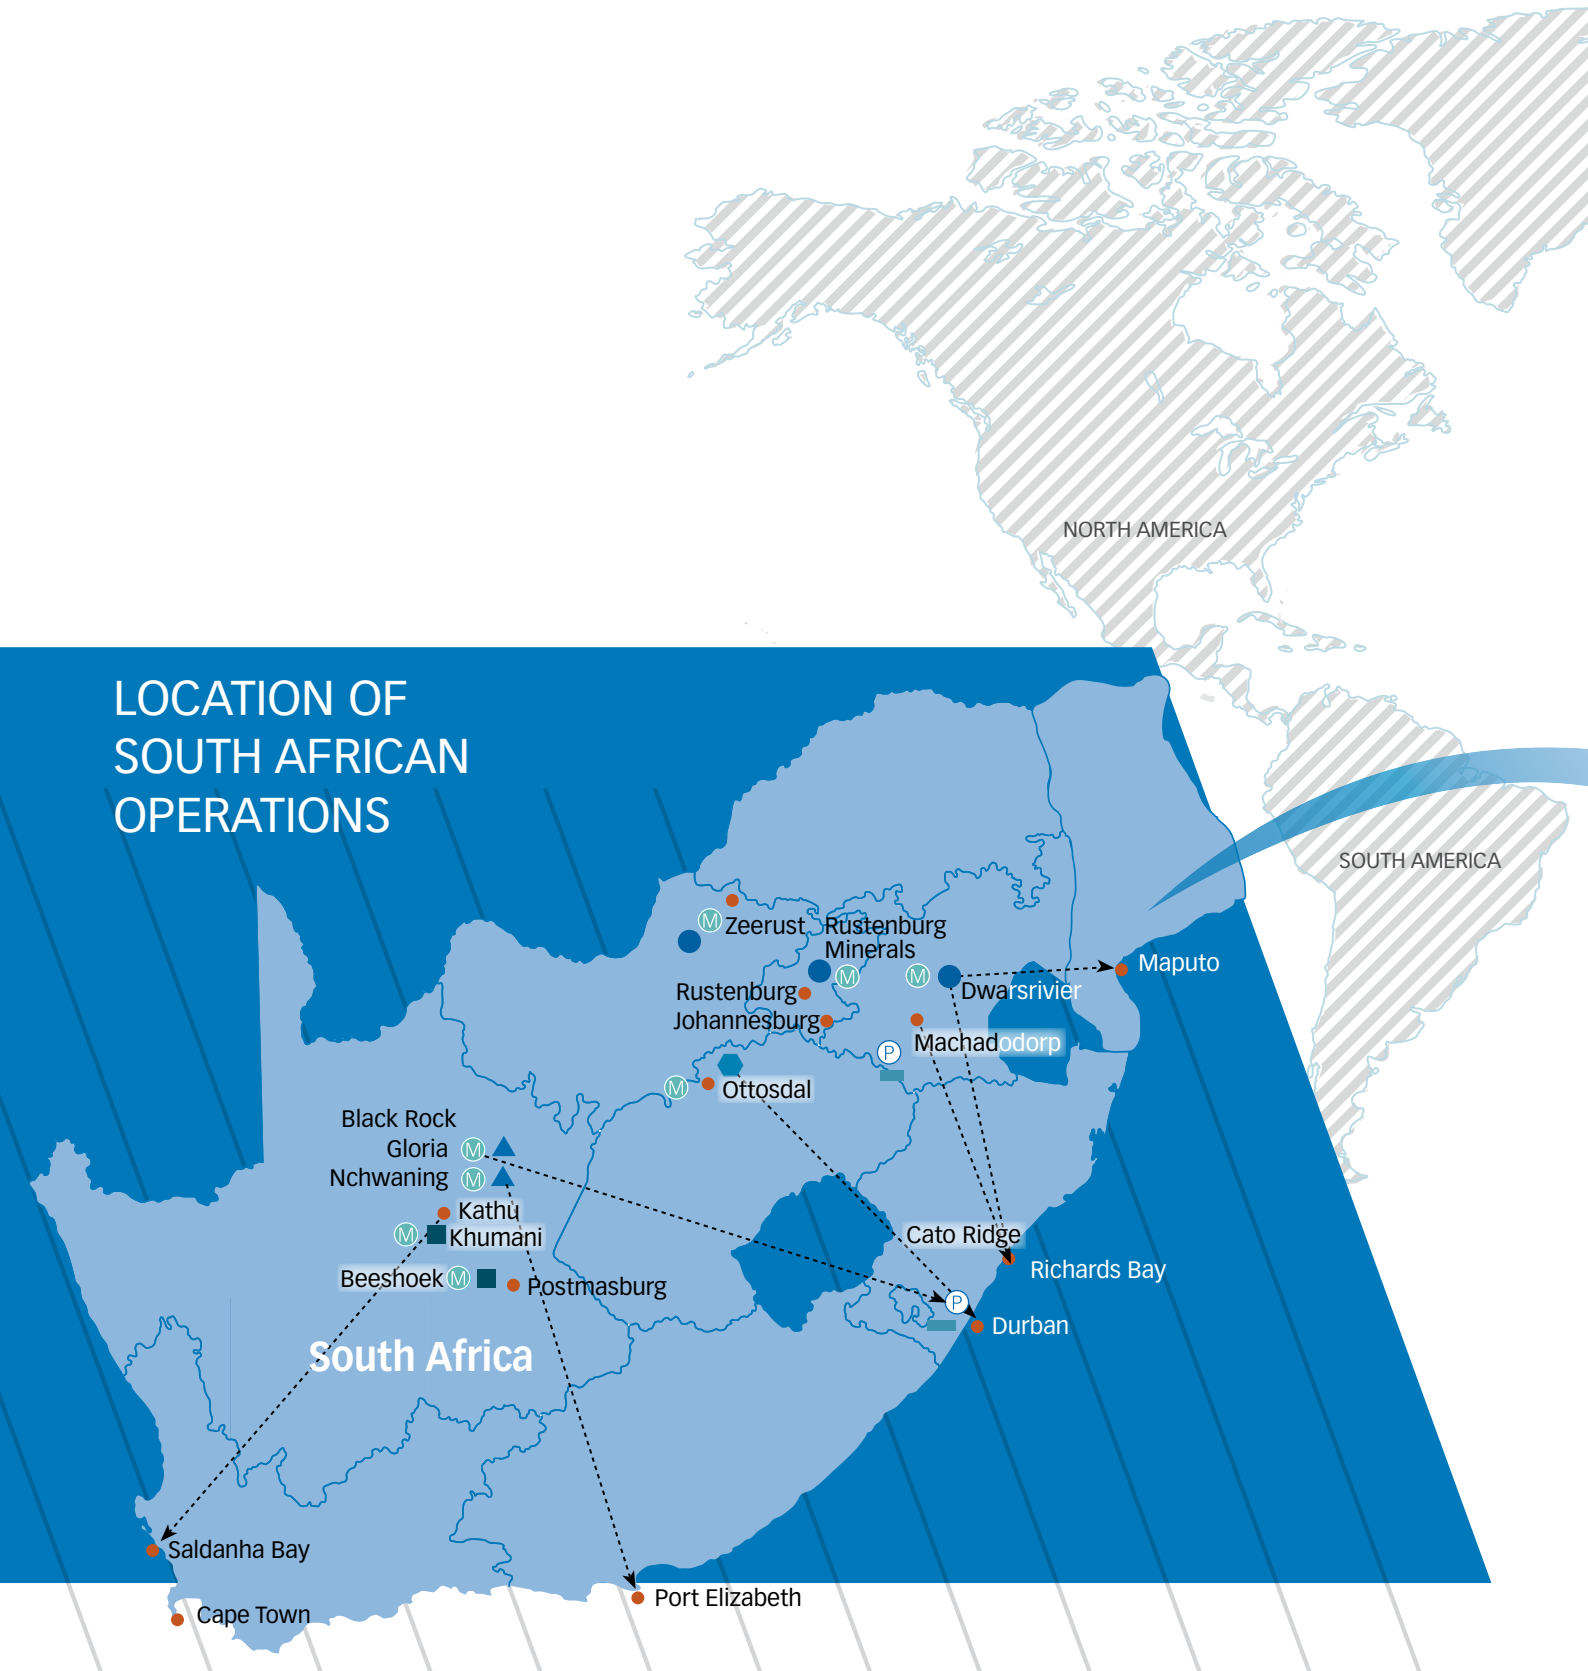 NORTH AMERICA
LOCATION OF
SOUTH AFRICAN
OPERATIONS
SOUTH AMERICA
M
Zeerust
Rustenburg
Minerals
M
M
Maputo
Rustenburg
Dwarsrivier
Johannesburg
Machadodorp
P
M
Ottosdal
Black Rock
Gloria M
Nchwaning M
Kathu
M
Khumani
Cato Ridge
Richards Bay
Beeshoek M
Postmasburg
P
Durban
South Africa
Saldanha Bay
Port Elizabeth
Cape Town